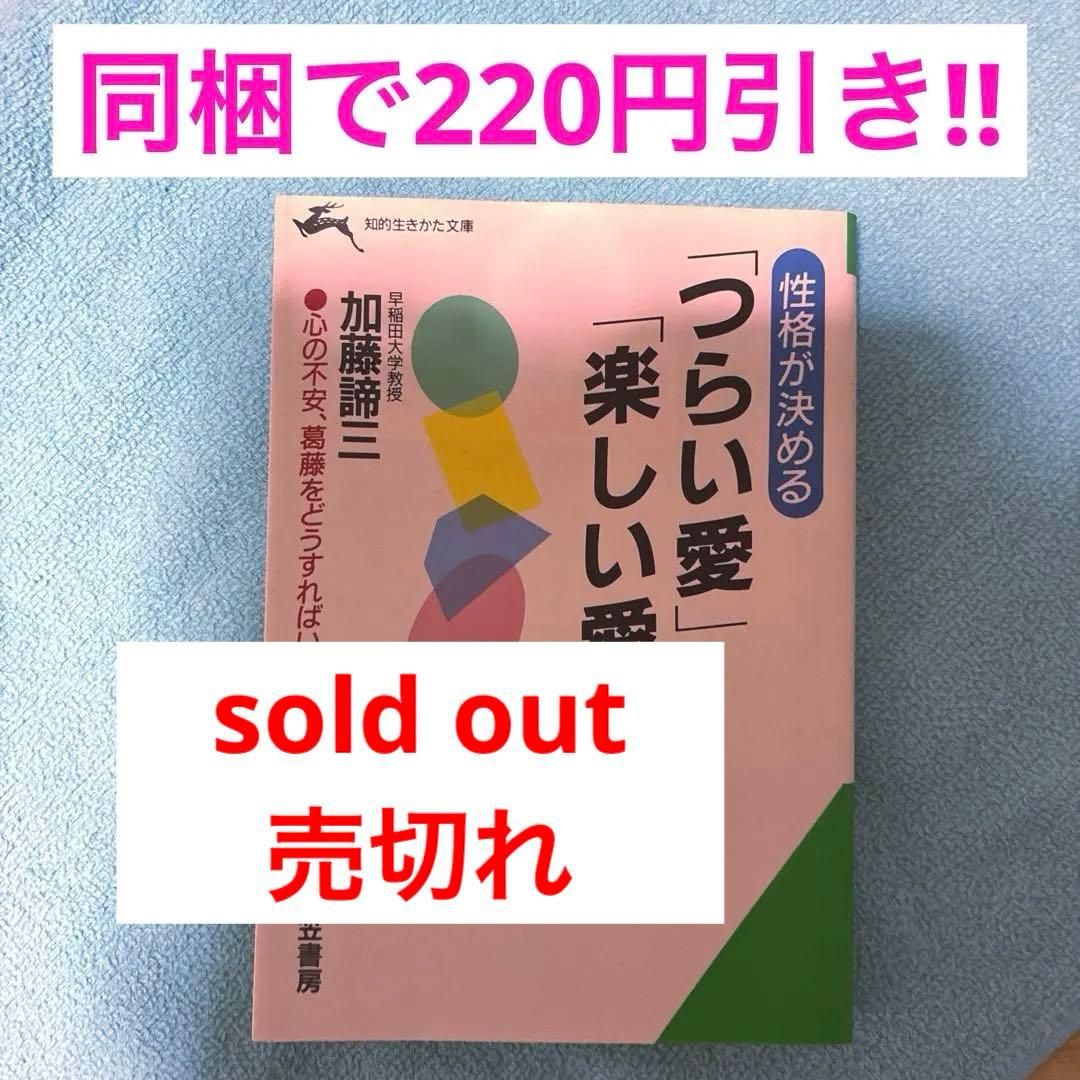 同梱で220円引き!!
知的生きかた文庫
性格が決める
「つらい愛」
「楽しい愛
早稲田大学教授
加藤諦三
●心の不安、葛藤をどうすればい
sold out
売切れ
笠書房